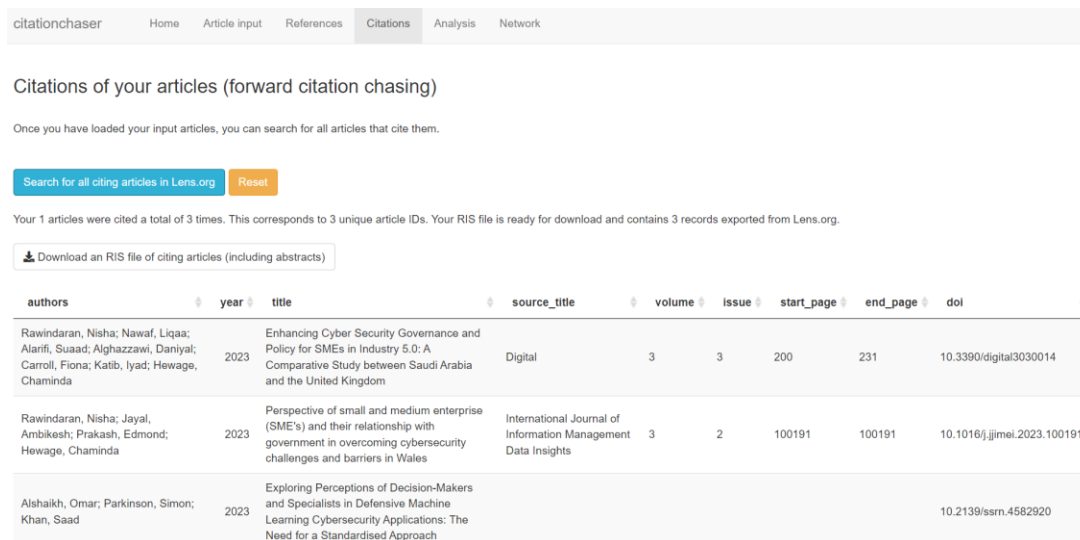 citationchaser Home Article input References Citations Analysis Network
Citations of your articles (forward citation chasing)
Once you have loaded your input articles, you can search for all articles that cite them.
Search for all citing articles in Lens.org Reset
Your 1 articles were cited a total of 3 times. This corresponds to 3 unique article IDs. Your RIS file is ready for download and contains 3 records exported from Lens.org.
Download an RIS file of citing articles (including abstracts)
authors year title source_title volume issue start_page end_page doi
Rawindaran, Nisha; Nawaf, Liqaa;
Alarifi, Suaad; Alghazzawi, Daniyal;
Carroll, Fiona; Katib, Iyad; Hewage,
Chaminda
2023
Enhancing Cyber Security Governance and
Policy for SMEs in Industry 5.0: A
Comparative Study between Saudi Arabia
and the United Kingdom
Digital
3
3
200
231
10.3390/digital3030014
Rawindaran, Nisha; Jayal,
Ambikesh; Prakash, Edmond;
Hewage, Chaminda
2023
Perspective of small and medium enterprise
(SME's) and their relationship with
government in overcoming cybersecurity
challenges and barriers in Wales
International Journal of
Information Management
Data Insights
3
2
100191
100191
10.1016/j.jjimei.2023.100191
Alshaikh, Omar; Parkinson, Simon;
Khan, Saad
2023
Exploring Perceptions of Decision-Makers
and Specialists in Defensive Machine
Learning Cybersecurity Applications: The
Need for a Standardised Approach
10.2139/ssrn.4582920